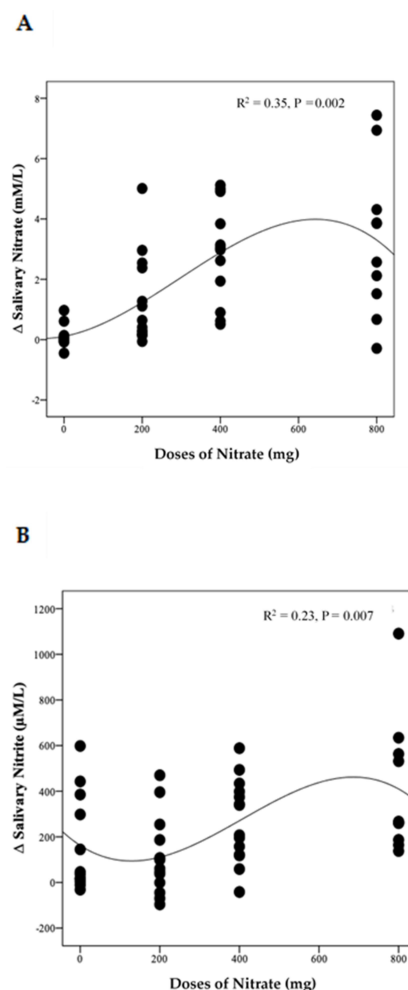 A
R² = 0.35, P = 0.002
8
6
4
2
0
-2
Δ Salivary Nitrate (mM/L)
0 200 400 600 800
Doses of Nitrate (mg)
B
R² = 0.23, P = 0.007
1200
1000
800
600
400
200
0
-200
Δ Salivary Nitrite (µM/L)
0 200 400 600 800
Doses of Nitrate (mg)